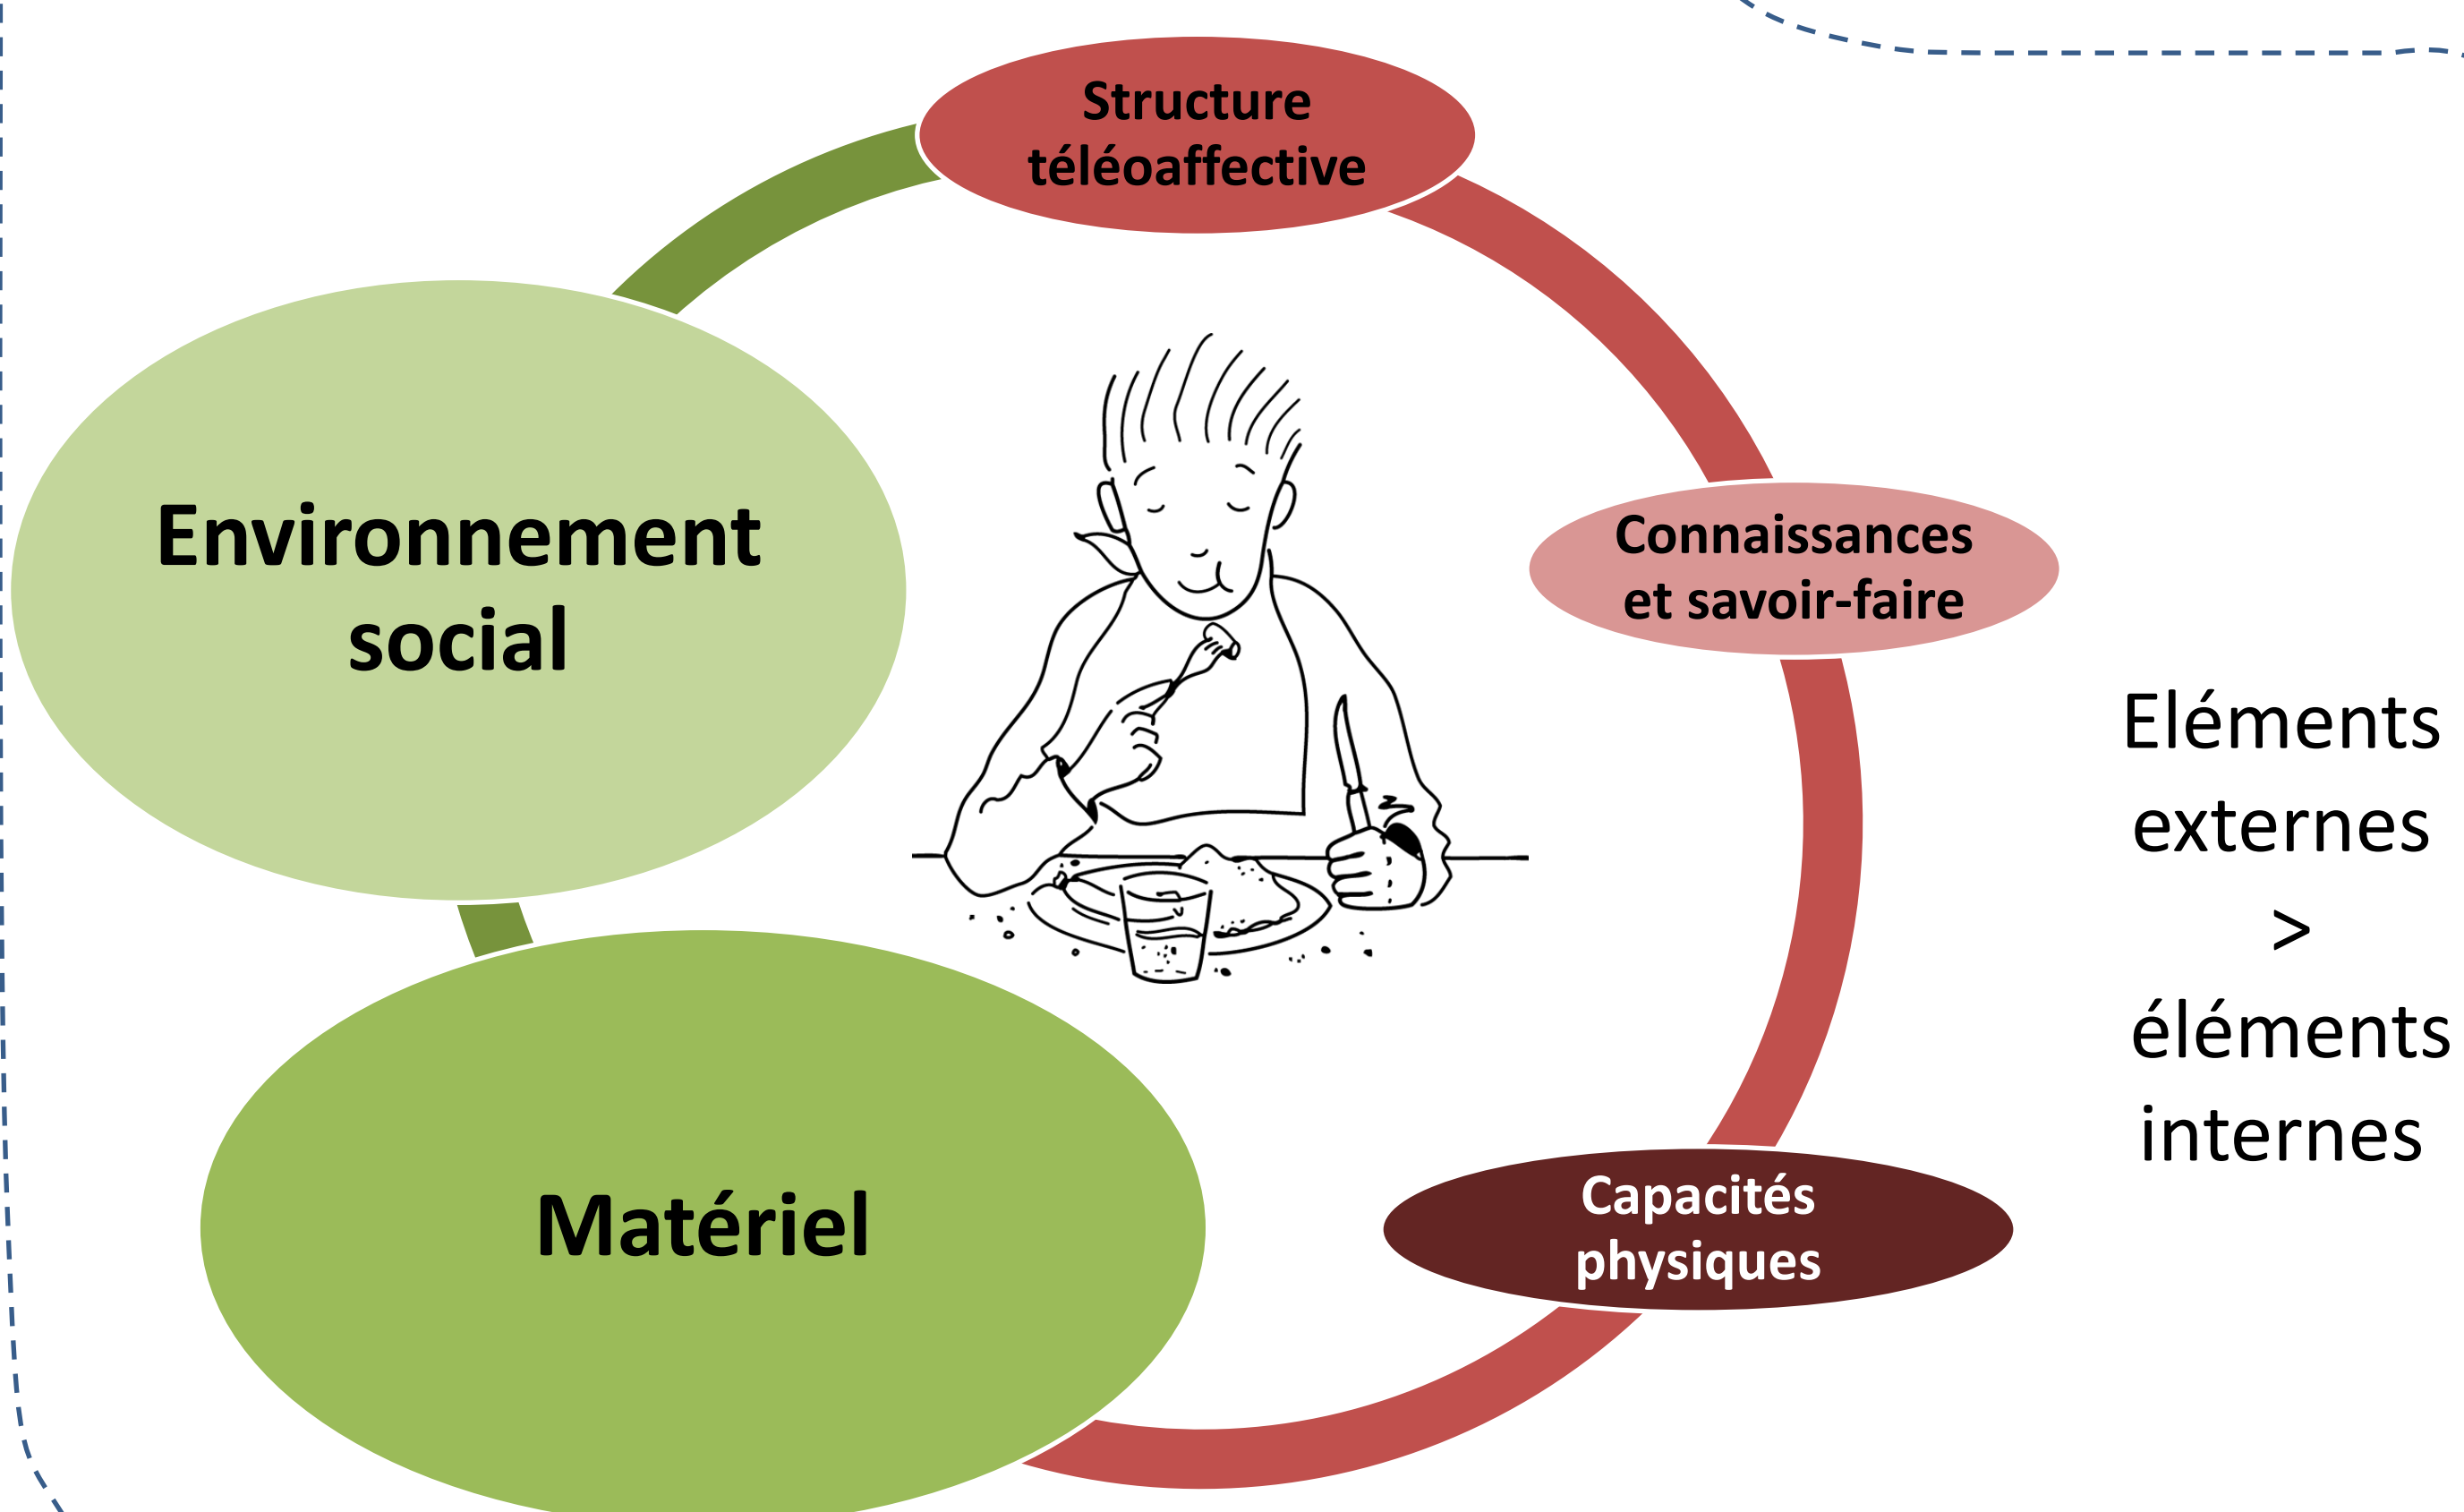 Structure
téléoaffective
Environnement
social
Connaissances
et savoir-faire
Eléments
externes
>
éléments
internes
Matériel
Capacités
physiques